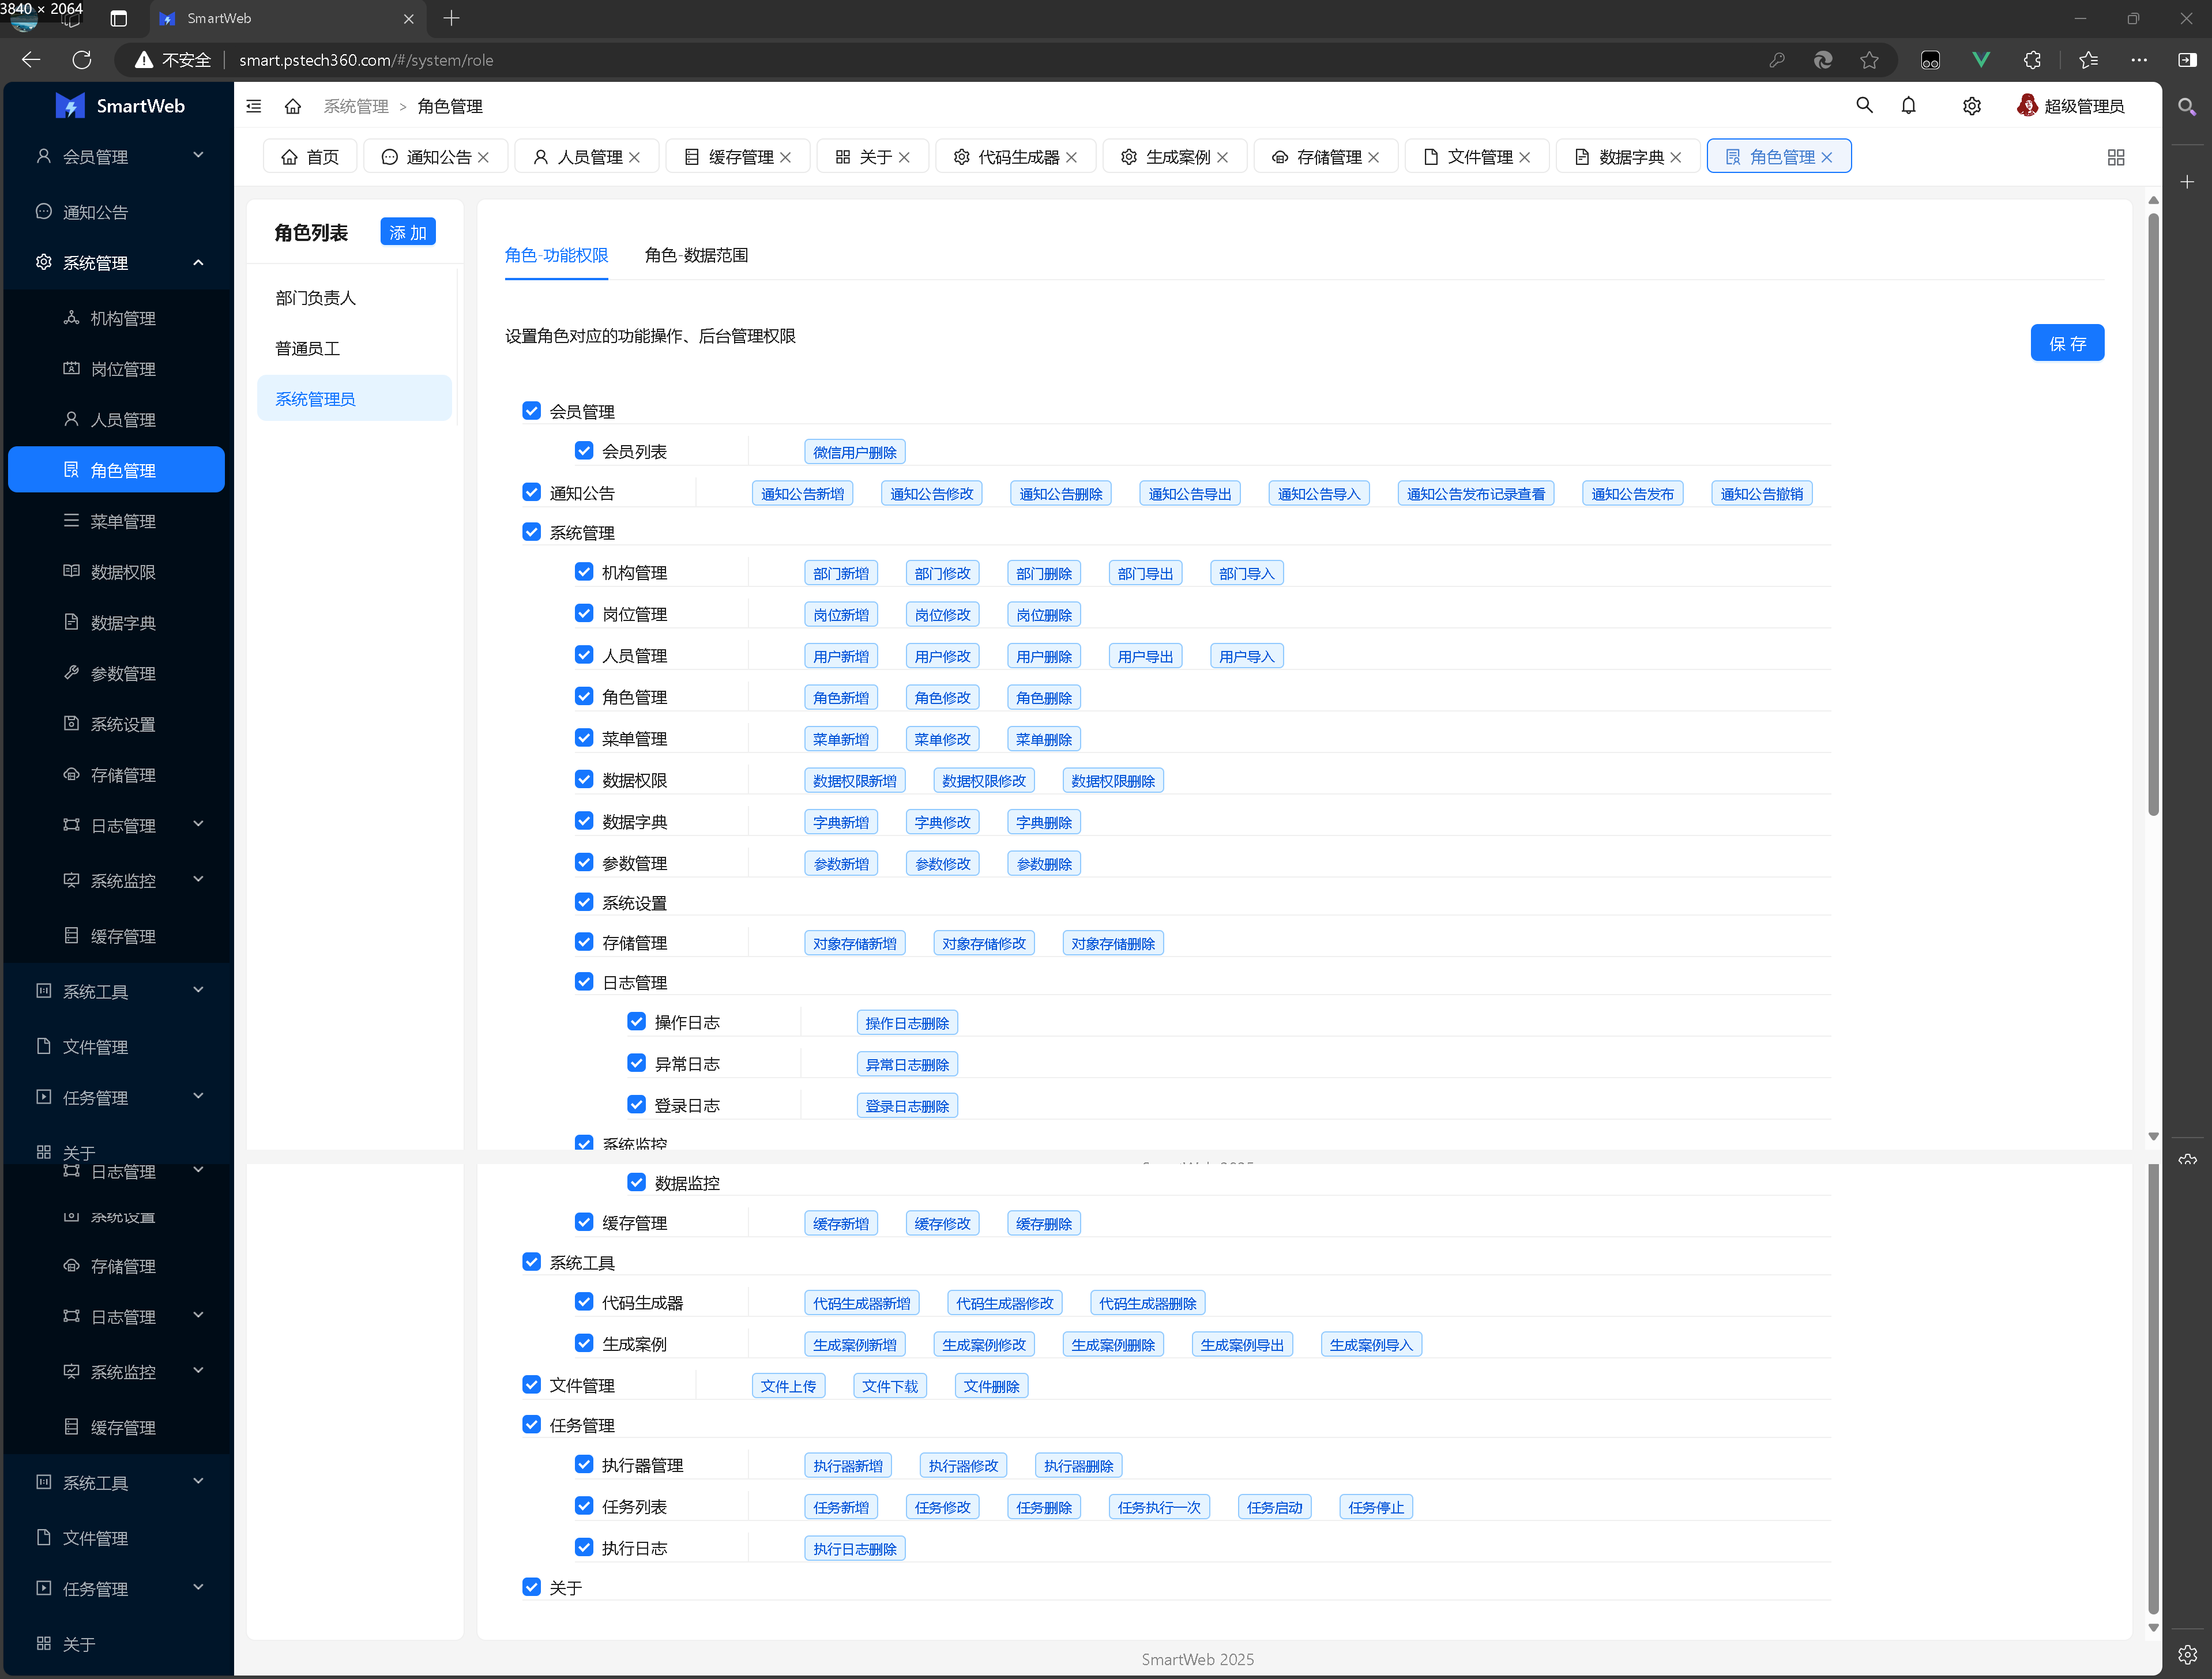 3840 × 2064
SmartWeb
不安全 smart.pstech360.com/#/system/role
SmartWeb
系统管理 > 角色管理
超级管理员
首页 通知公告 人员管理 缓存管理 关于 代码生成器 生成案例 存储管理 文件管理 数据字典 角色管理
会员管理
通知公告
系统管理
机构管理
岗位管理
人员管理
角色管理
菜单管理
数据权限
数据字典
参数管理
系统设置
存储管理
日志管理
系统监控
缓存管理
系统工具
文件管理
任务管理
关于
日志管理
系统设置
存储管理
日志管理
系统监控
缓存管理
系统工具
文件管理
任务管理
关于
角色列表 添 加
部门负责人
普通员工
系统管理员
角色-功能权限 角色-数据范围
设置角色对应的功能操作、后台管理权限
保 存
会员管理
会员列表 微信用户删除
通知公告 通知公告新增 通知公告修改 通知公告删除 通知公告导出 通知公告导入 通知公告发布记录查看 通知公告发布 通知公告撤销
系统管理
机构管理 部门新增 部门修改 部门删除 部门导出 部门导入
岗位管理 岗位新增 岗位修改 岗位删除
人员管理 用户新增 用户修改 用户删除 用户导出 用户导入
角色管理 角色新增 角色修改 角色删除
菜单管理 菜单新增 菜单修改 菜单删除
数据权限 数据权限新增 数据权限修改 数据权限删除
数据字典 字典新增 字典修改 字典删除
参数管理 参数新增 参数修改 参数删除
系统设置
存储管理 对象存储新增 对象存储修改 对象存储删除
日志管理
操作日志 操作日志删除
异常日志 异常日志删除
登录日志 登录日志删除
系统监控
数据监控
缓存管理 缓存新增 缓存修改 缓存删除
系统工具
代码生成器 代码生成器新增 代码生成器修改 代码生成器删除
生成案例 生成案例新增 生成案例修改 生成案例删除 生成案例导出 生成案例导入
文件管理 文件上传 文件下载 文件删除
任务管理
执行器管理 执行器新增 执行器修改 执行器删除
任务列表 任务新增 任务修改 任务删除 任务执行一次 任务启动 任务停止
执行日志 执行日志删除
关于
SmartWeb 2025